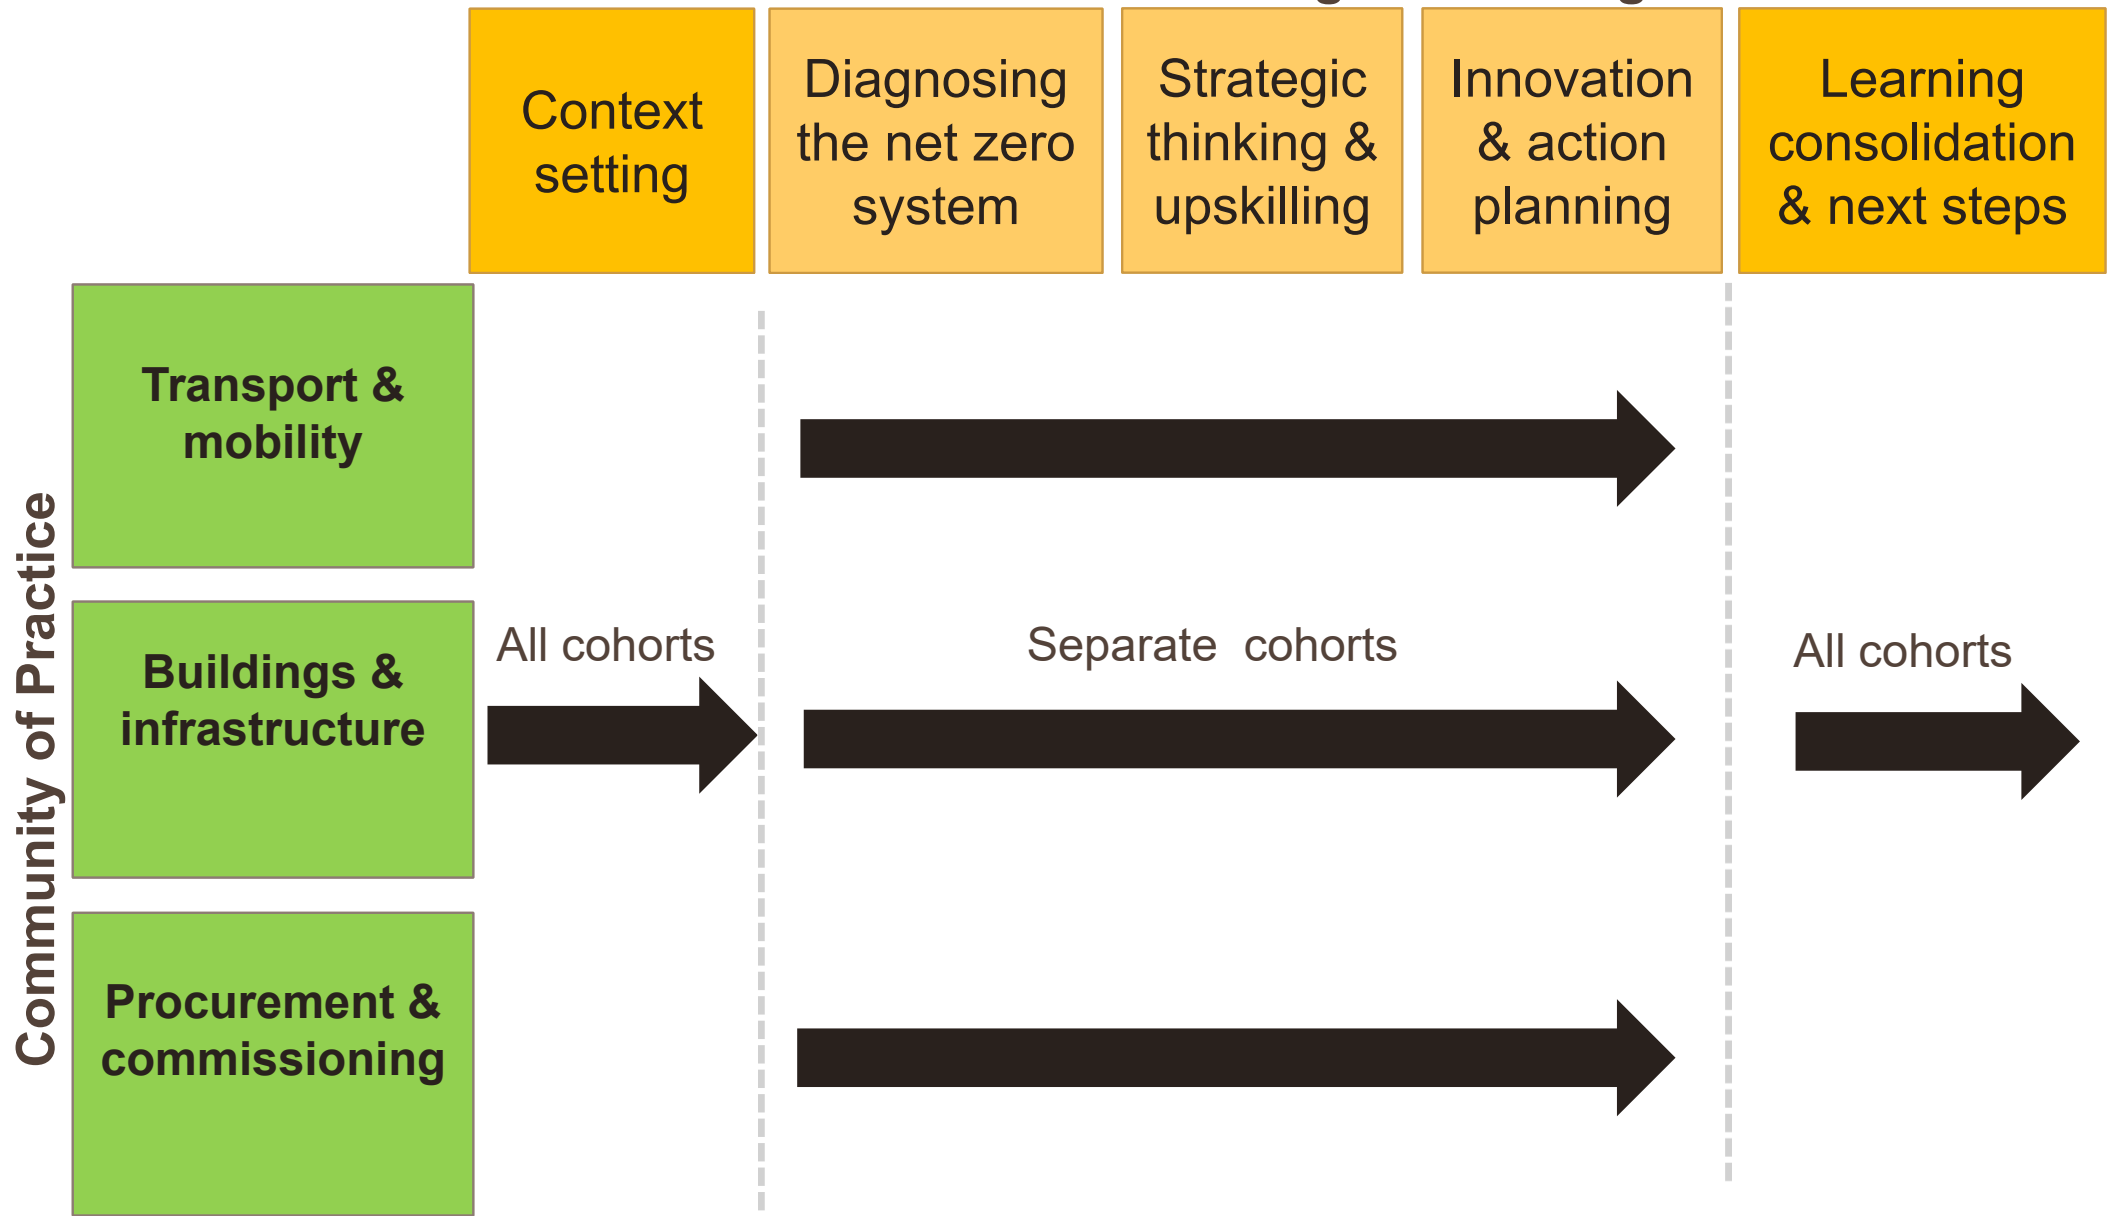 Context
setting
Diagnosing
the net zero
system
Strategic
thinking &
upskilling
Innovation
& action
planning
Learning
consolidation
& next steps
Community of Practice
Transport &
mobility
Buildings &
infrastructure
Procurement &
commissioning
All cohorts
Separate  cohorts
All cohorts